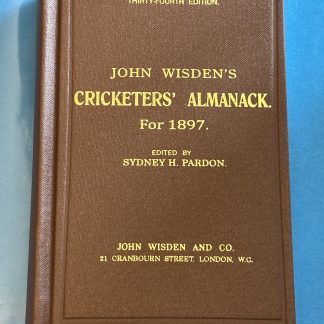 THIRTY-FOURTH EDITION.
JOHN WISDEN'S
CRICKETERS' ALMANACK.
For 1897.
EDITED BY
SYDNEY H. PARDON.
JOHN WISDEN AND CO.
21 CRANBOURN STREET, LONDON, W.C.